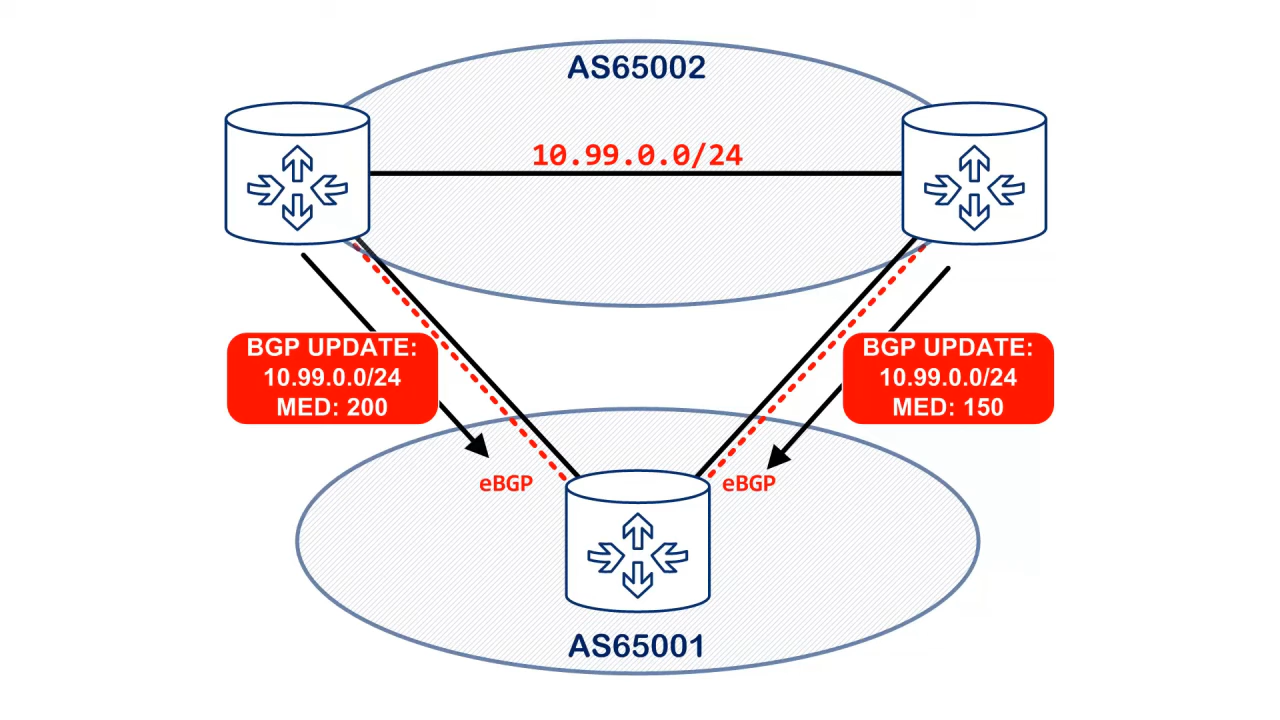 AS65002
10.99.0.0/24
BGP UPDATE:
10.99.0.0/24
MED: 200
BGP UPDATE:
10.99.0.0/24
MED: 150
eBGP
eBGP
AS65001